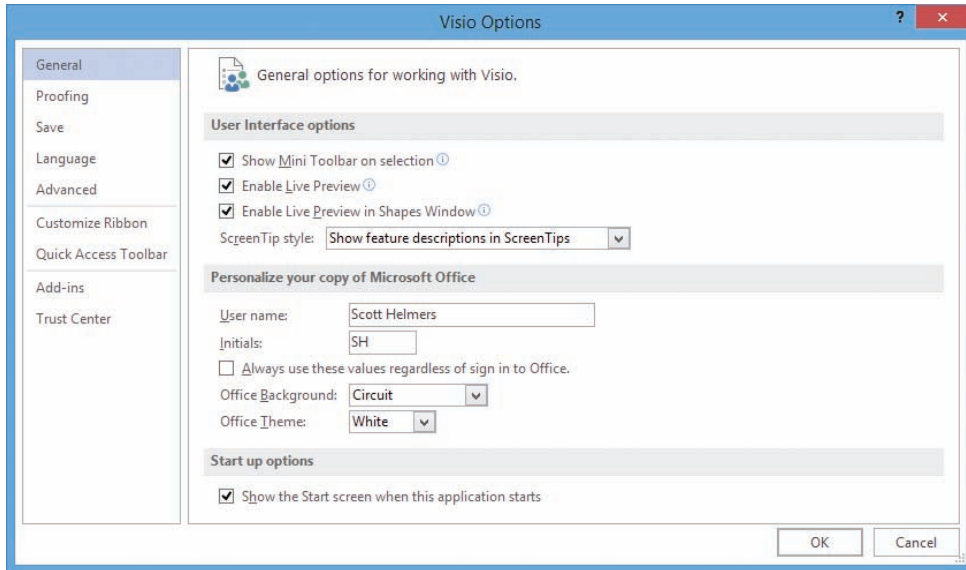 Visio Options
?
General
Proofing
Save
Language
Advanced
Customize Ribbon
Quick Access Toolbar
Add-ins
Trust Center
General options for working with Visio.
User Interface options
Show Mini Toolbar on selection
Enable Live Preview
Enable Live Preview in Shapes Window
ScreenTip style: Show feature descriptions in ScreenTips
Personalize your copy of Microsoft Office
User name: Scott Helmers
Initials: SH
Always use these values regardless of sign in to Office.
Office Background: Circuit
Office Theme: White
Start up options
Show the Start screen when this application starts
OK Cancel